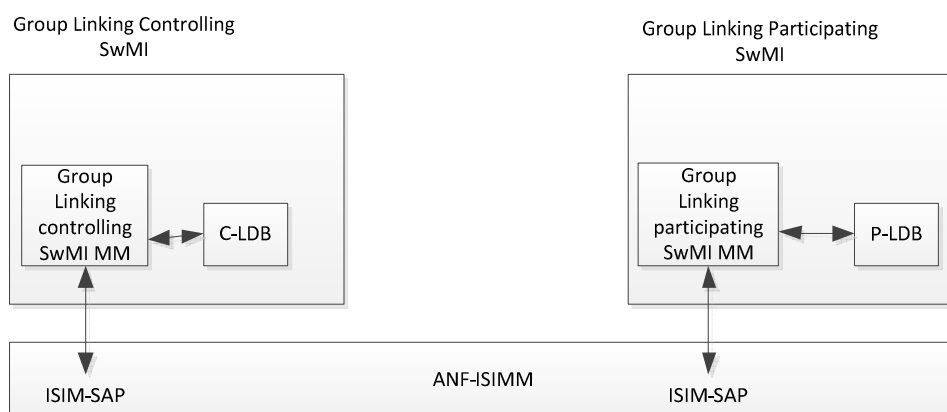 Group Linking Controlling
SwMI
Group Linking Participating
SwMI
Group
Linking
controlling
SwMI MM
C-LDB
Group
Linking
participating
SwMI MM
P-LDB
ANF-ISIMM
ISIM-SAP
ISIM-SAP